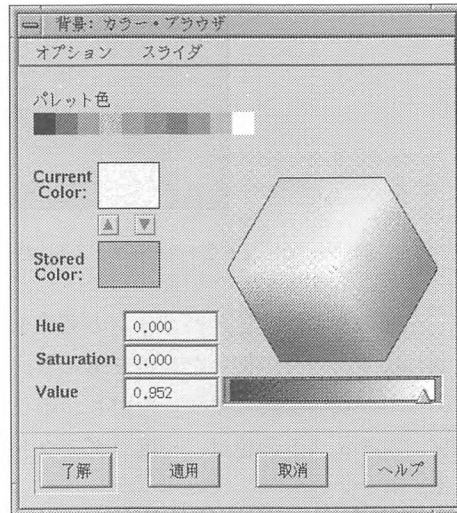 背景: カラー・ブラウザ
オプション スライダ
パレット色
Current
Color:
Stored
Color:
Hue 0.000
Saturation 0.000
Value 0.952
了解 適用 取消 ヘルプ